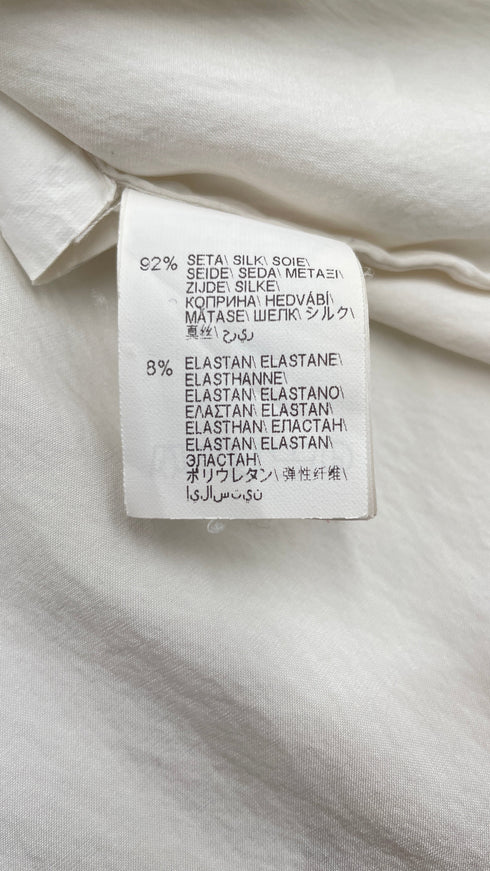 92% SETA\ SILK\ SOIE\
SEIDE\ SEDA\ ΜΕΤΑΞΙ\
ZIJDE\ SILKE\
КОПРИНА\ HEDVÁBÍ\
MĂTASE\ ШЕЛК\ シルク\
真丝\ حرير
8% ELASTAN\ ELASTANE\
ELASTHANNE\
ELASTAN\ ELASTANO\
ΕΛΑΣΤΑΝ\ ELASTAN\
ELASTHAN\ ЕЛАСТАН\
ELASTAN\ ELASTAN\
ЭЛАСТАН\
ポリウレタン\ 弹性纤维\
إيلاستين\